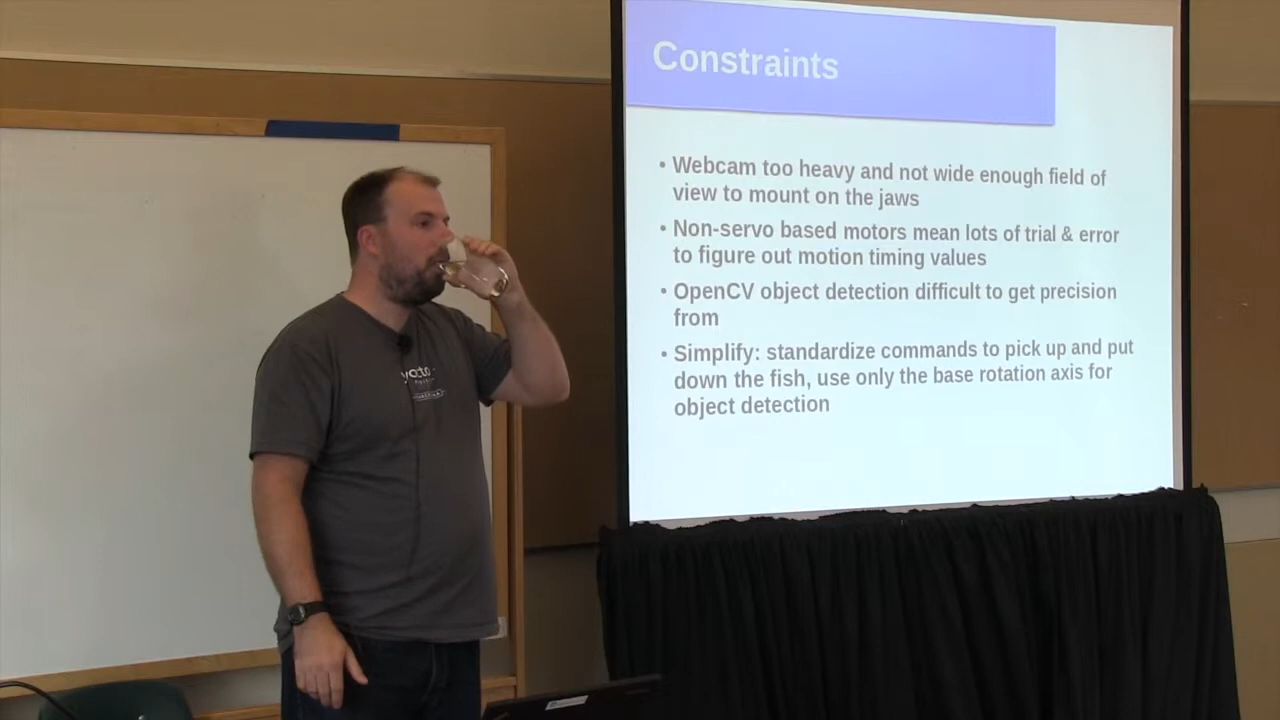 Constraints
• Webcam too heavy and not wide enough field of
view to mount on the jaws
• Non-servo based motors mean lots of trial & error
to figure out motion timing values
• OpenCV object detection difficult to get precision
from
• Simplify: standardize commands to pick up and put
down the fish, use only the base rotation axis for
object detection